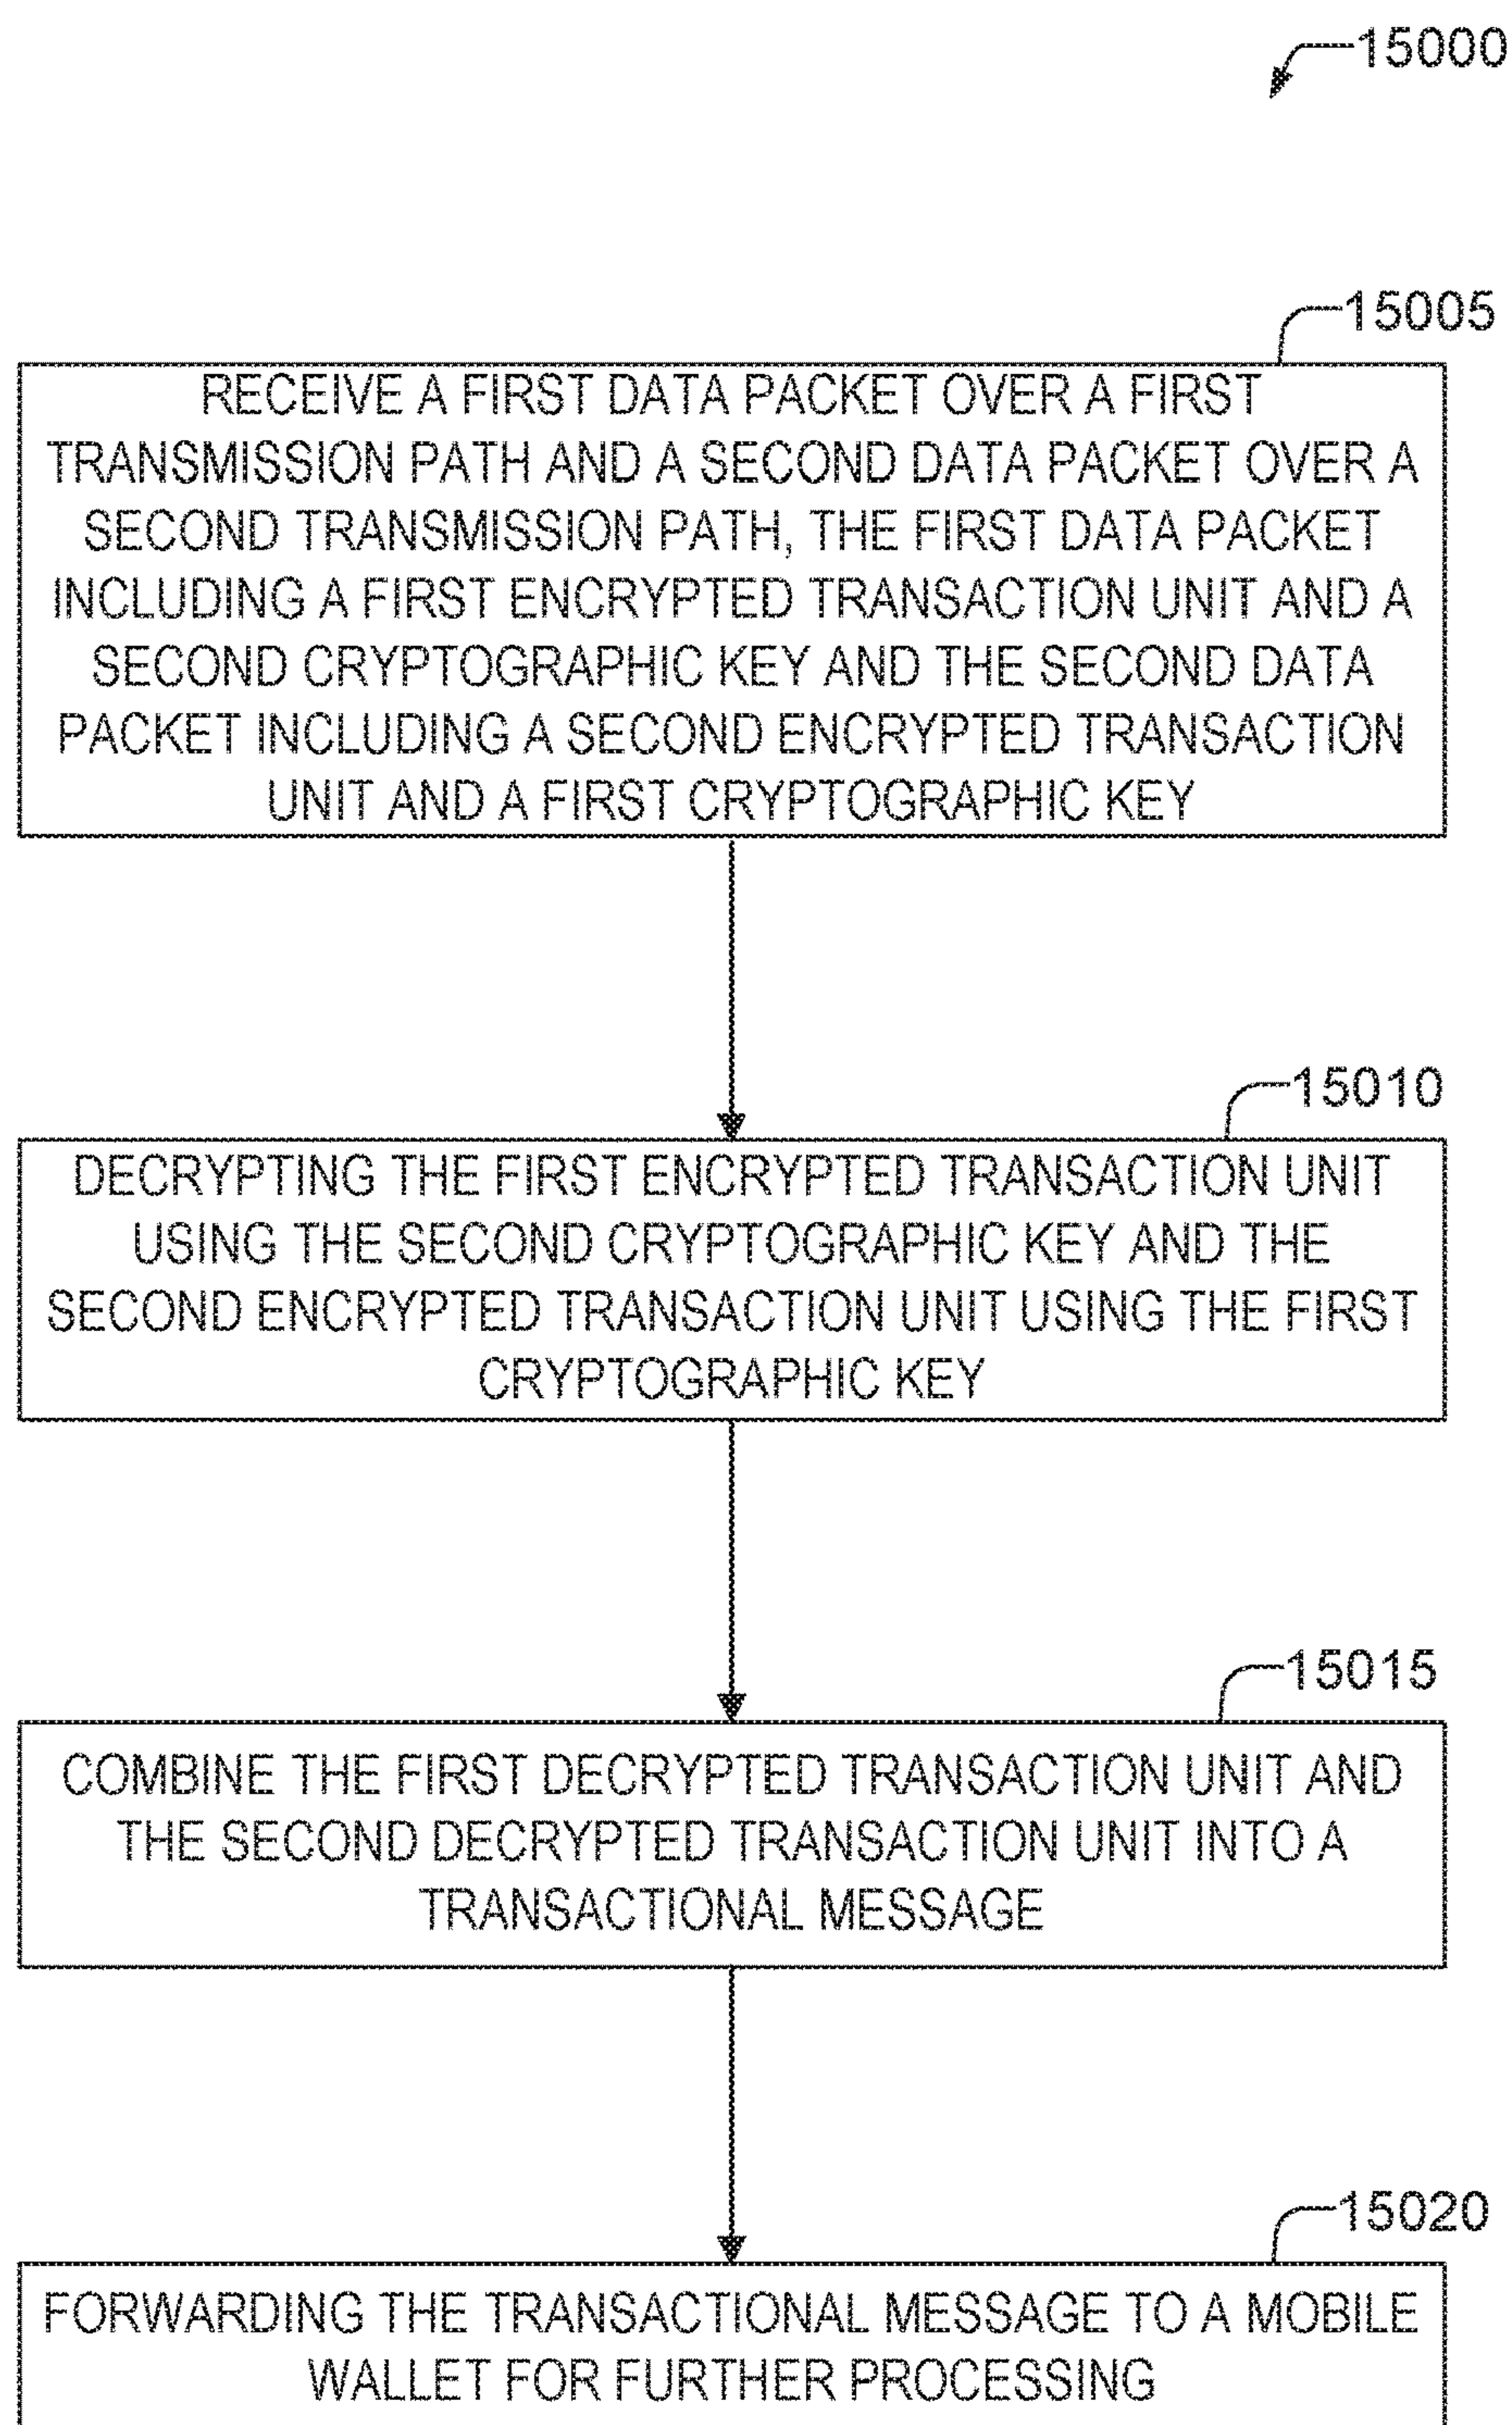 15000
15005
RECEIVE A FIRST DATA PACKET OVER A FIRST
TRANSMISSION PATH AND A SECOND DATA PACKET OVER A
SECOND TRANSMISSION PATH, THE FIRST DATA PACKET
INCLUDING A FIRST ENCRYPTED TRANSACTION UNIT AND A
SECOND CRYPTOGRAPHIC KEY AND THE SECOND DATA
PACKET INCLUDING A SECOND ENCRYPTED TRANSACTION
UNIT AND A FIRST CRYPTOGRAPHIC KEY
15010
DECRYPTING THE FIRST ENCRYPTED TRANSACTION UNIT
USING THE SECOND CRYPTOGRAPHIC KEY AND THE
SECOND ENCRYPTED TRANSACTION UNIT USING THE FIRST
CRYPTOGRAPHIC KEY
15015
COMBINE THE FIRST DECRYPTED TRANSACTION UNIT AND
THE SECOND DECRYPTED TRANSACTION UNIT INTO A
TRANSACTIONAL MESSAGE
15020
FORWARDING THE TRANSACTIONAL MESSAGE TO A MOBILE
WALLET FOR FURTHER PROCESSING